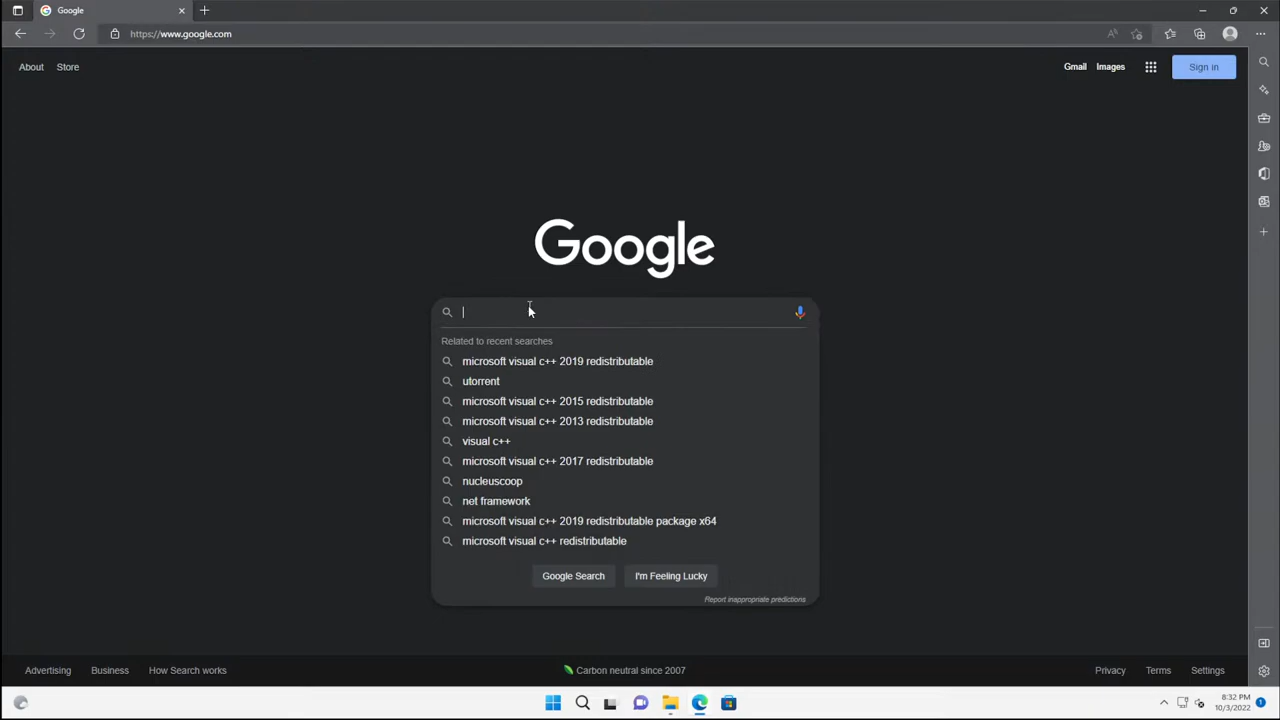 Google
https://www.google.com
About Store Gmail Images Sign in
Google
Related to recent searches
microsoft visual c++ 2019 redistributable
utorrent
microsoft visual c++ 2015 redistributable
microsoft visual c++ 2013 redistributable
visual c++
microsoft visual c++ 2017 redistributable
nucleuscoop
net framework
microsoft visual c++ 2019 redistributable package x64
microsoft visual c++ redistributable
Google Search I'm Feeling Lucky
Report inappropriate predictions
Advertising Business How Search works Carbon neutral since 2007 Privacy Terms Settings
8:32 PM
10/3/2022